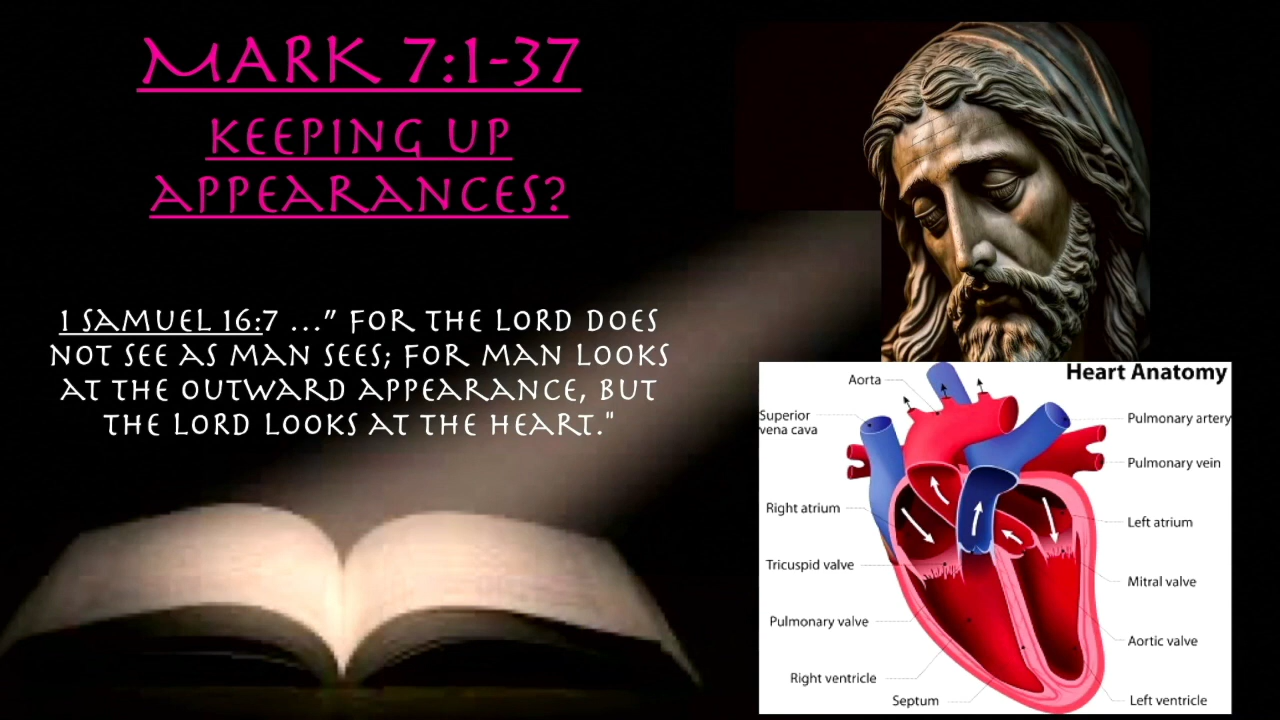 MARK 7:1-37
KEEPING UP
APPEARANCES?
1 SAMUEL 16:7 ..." FOR THE LORD DOES
NOT SEE AS MAN SEES; FOR MAN LOOKS
AT THE OUTWARD APPEARANCE, BUT
THE LORD LOOKS AT THE HEART."
Heart Anatomy
Aorta
Superior
vena cava
Right atrium
Tricuspid valve
Pulmonary valve
Right ventricle
Septum
Pulmonary artery
Pulmonary vein
Left atrium
Mitral valve
Aortic valve
Left ventricle